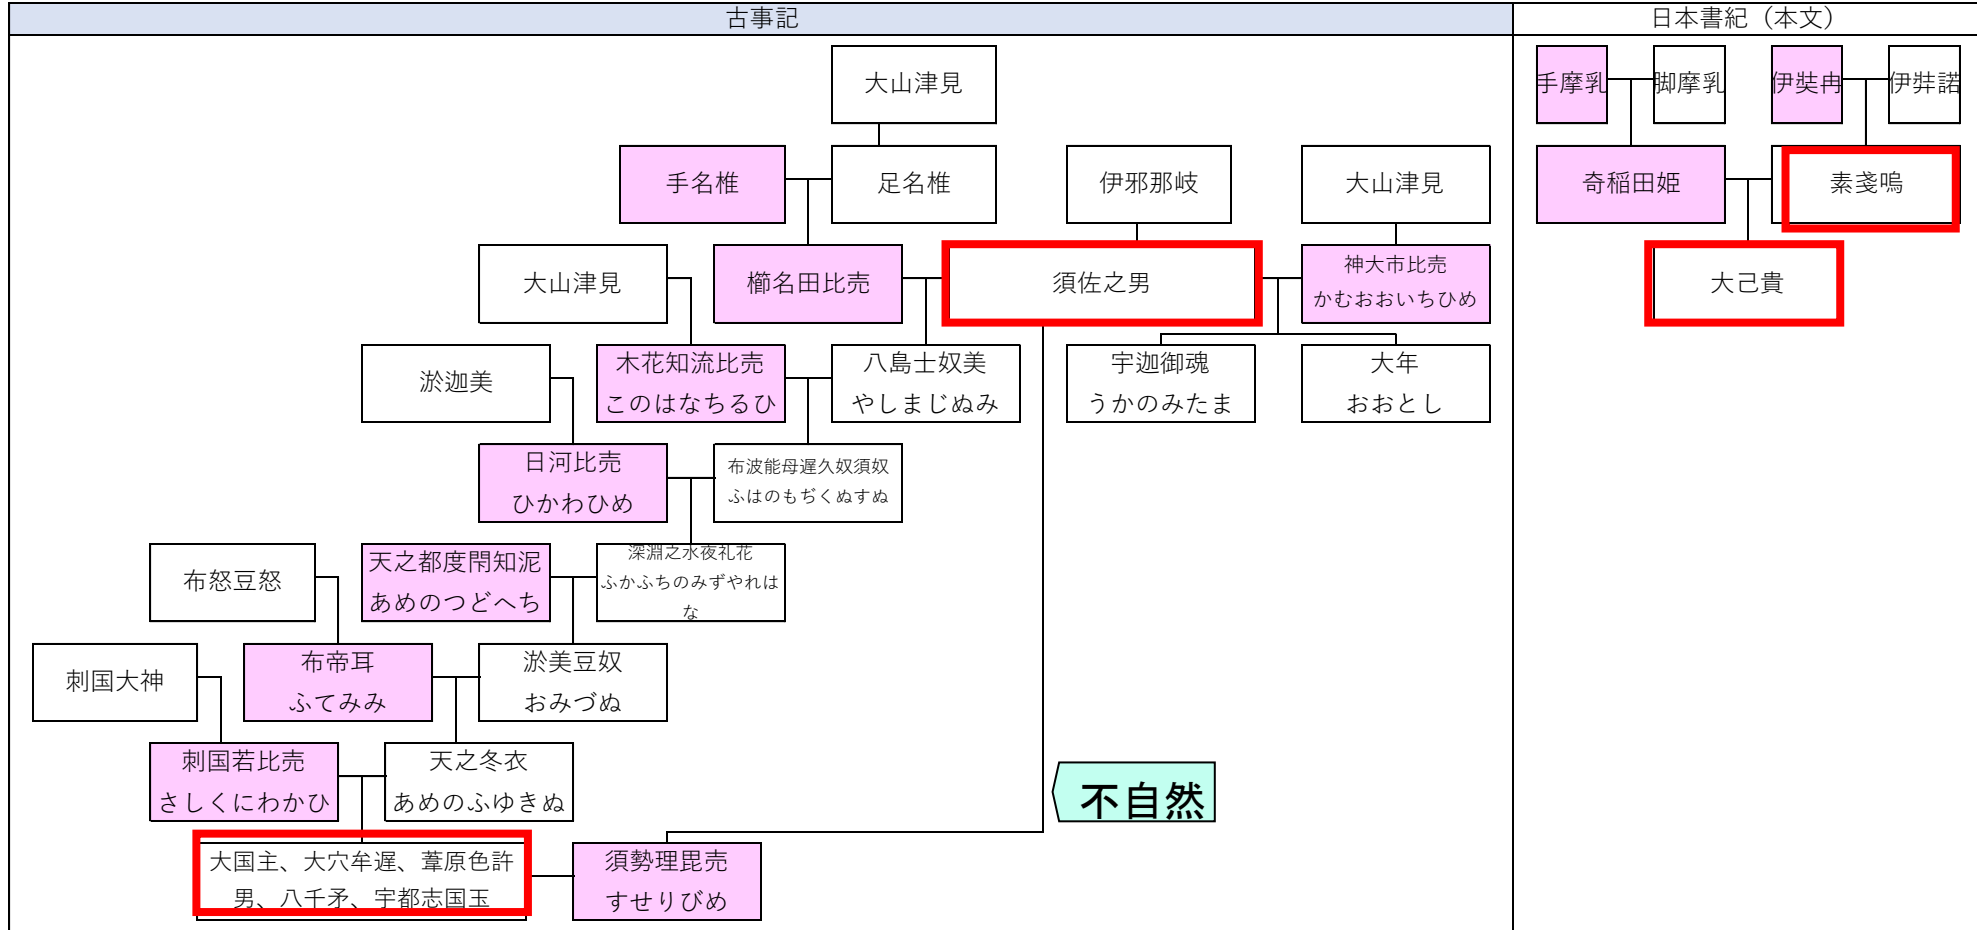 古事記
日本書紀（本文）
大山津見
手摩乳
脚摩乳
伊奘冉
伊弉諾
手名椎
足名椎
伊邪那岐
大山津見
奇稲田姫
素戔嗚
大山津見
櫛名田比売
須佐之男
神大市比売
かむおおいちひめ
大己貴
淤迦美
木花知流比売
このはなちるひ
八島士奴美
やしまじぬみ
宇迦御魂
うかのみたま
大年
おおとし
日河比売
ひかわひめ
布波能母遅久奴須奴
ふはのもぢくぬすぬ
布怒豆怒
天之都度閇知泥
あめのつどへち
深淵之水夜礼花
ふかふちのみずやれは
な
刺国大神
布帝耳
ふてみみ
淤美豆奴
おみづぬ
刺国若比売
さしくにわかひ
天之冬衣
あめのふゆきぬ
不自然
大国主、大穴牟遅、葦原色許
男、八千矛、宇都志国玉
須勢理毘売
すせりびめ